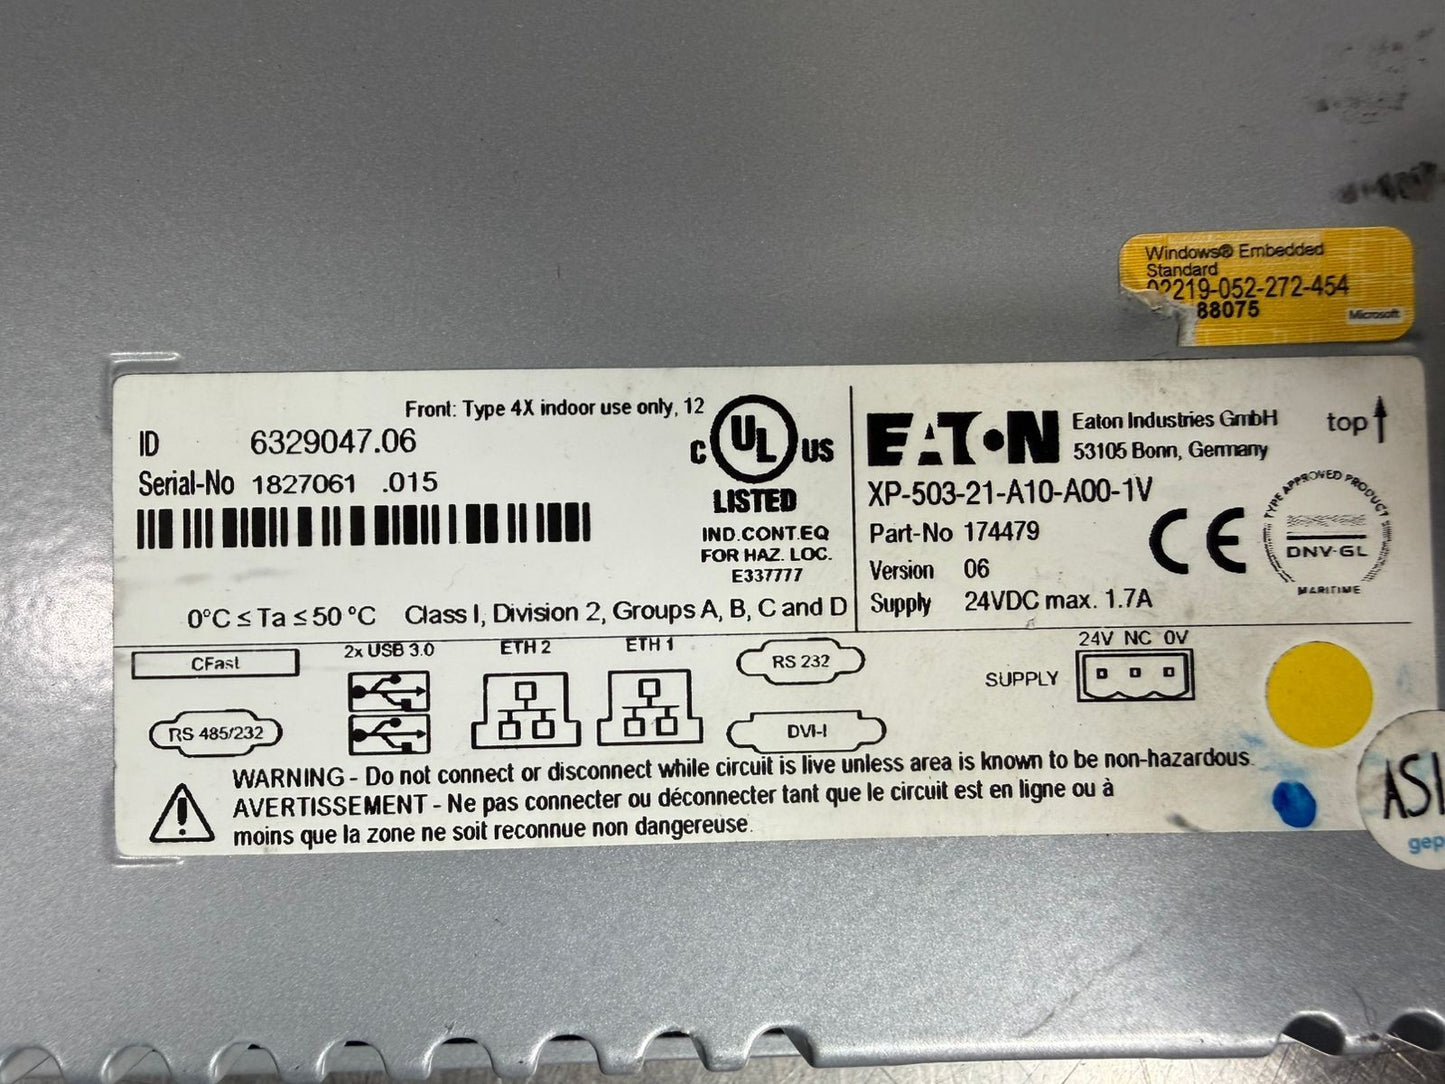 Windows® Embedded
Standard
02219-052-272-454
88075
Microsoft
Front: Type 4X indoor use only, 12
ID 6329047.06
Serial-No 1827061 .015
C UL US
LISTED
IND.CONT.EQ
FOR HAZ. LOC.
E337777
0°C ≤ Ta ≤ 50 °C Class I, Division 2, Groups A, B, C and D
EATON
Eaton Industries GmbH
53105 Bonn, Germany
top
XP-503-21-A10-A00-1V
Part-No 174479
Version 06
Supply 24VDC max. 1.7A
CE
TYPE APPROVED PRODUCT
DNV·GL
MARITIME
CFast
2x USB 3.0
ETH 2
ETH 1
RS 232
SUPPLY
24V NC 0V
RS 485/232
DVI-I
WARNING - Do not connect or disconnect while circuit is live unless area is known to be non-hazardous.
AVERTISSEMENT - Ne pas connecter ou déconnecter tant que le circuit est en ligne ou à
moins que la zone ne soit reconnue non dangereuse.